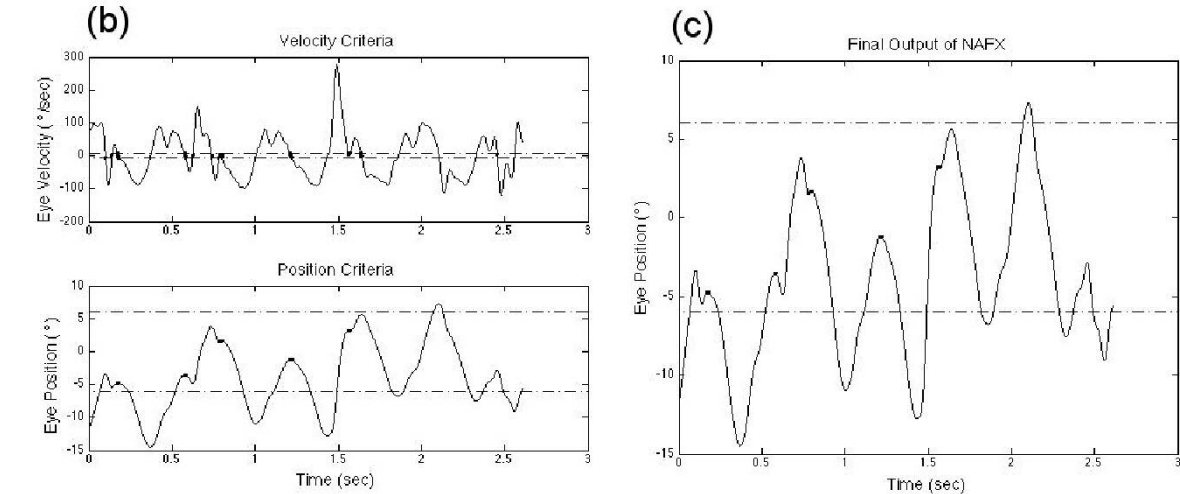 (b)
Velocity Criteria
Eye Velocity (°/sec)
300
200
100
0
-100
-200
0 0.5 1 1.5 2 2.5 3
Position Criteria
Eye Position (°)
10
5
0
-5
-10
-15
0 0.5 1 1.5 2 2.5 3
Time (sec)
(c)
Final Output of NAFX
Eye Position (°)
10
5
0
-5
-10
-15
0 0.5 1 1.5 2 2.5 3
Time (sec)